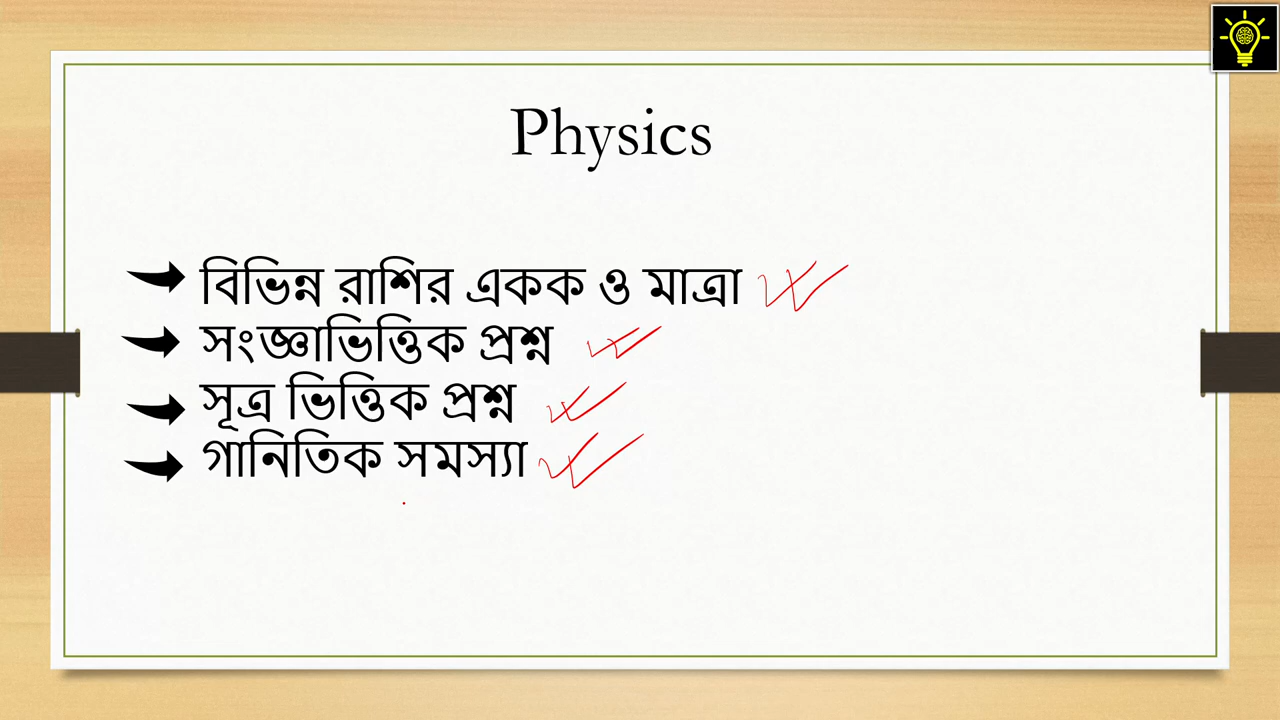 Physics
বিভিন্ন রাশির একক ও মাত্রা
সংজ্ঞাভিত্তিক প্রশ্ন
সূত্র ভিত্তিক প্রশ্ন
গানিতিক সমস্যা